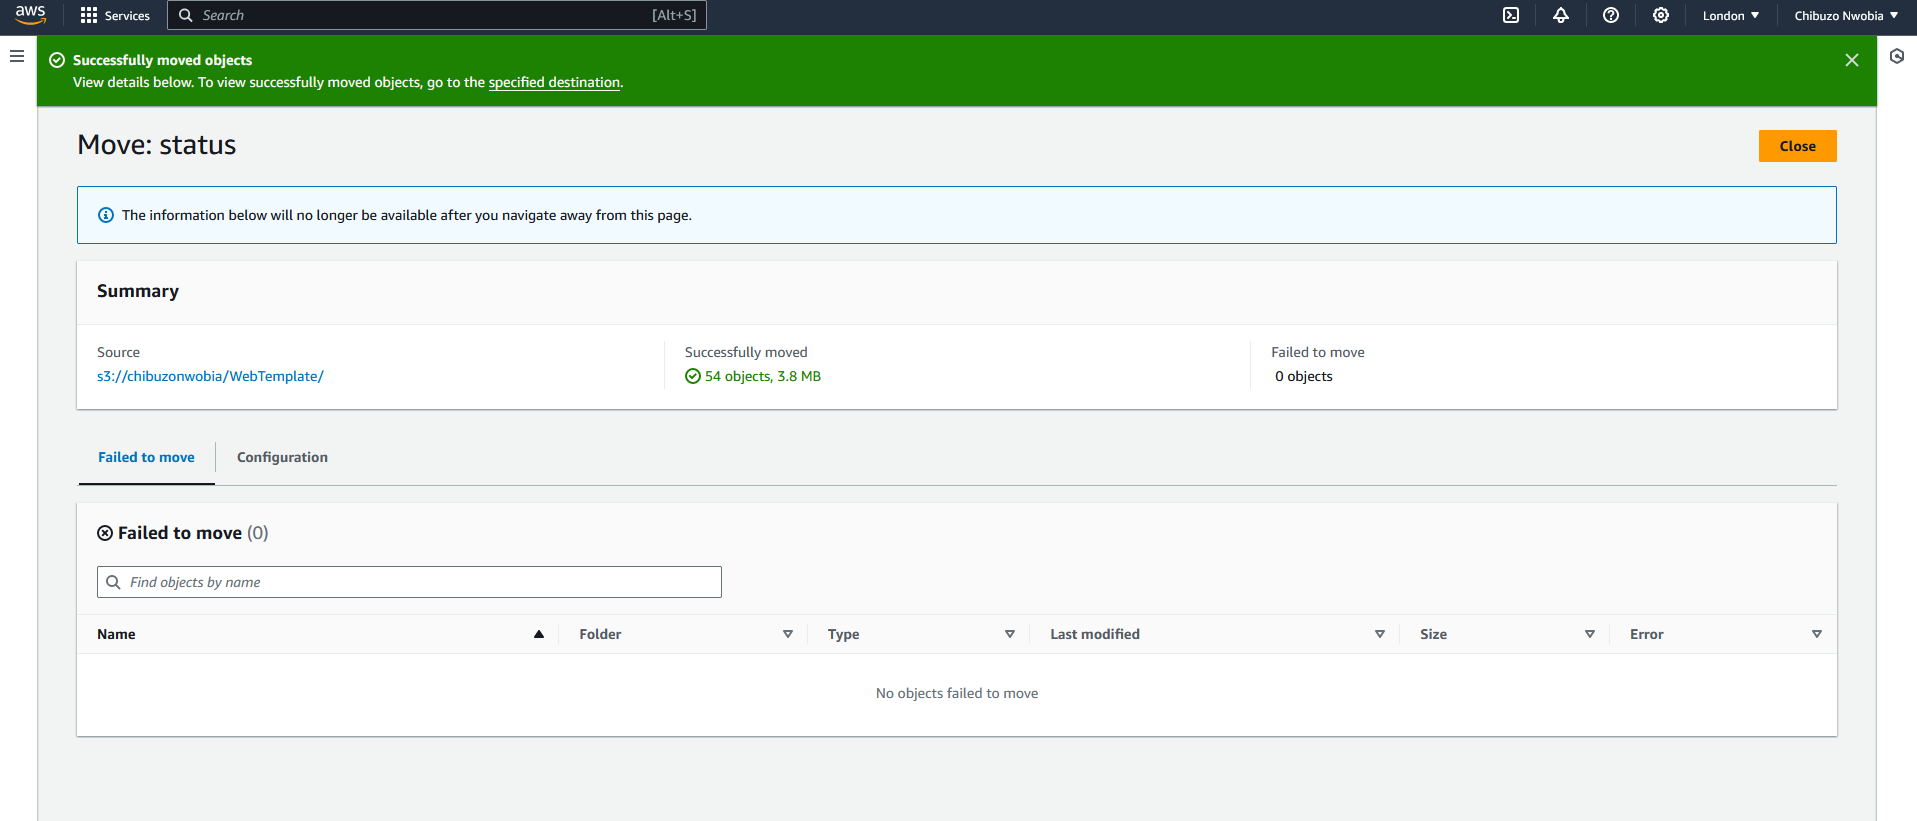 aws
Services
Search [Alt+S]
London
Chibuzo Nwobia
Successfully moved objects
View details below. To view successfully moved objects, go to the specified destination.
Move: status
Close
The information below will no longer be available after you navigate away from this page.
Summary
Source
s3://chibuzonwobia/WebTemplate/
Successfully moved
54 objects, 3.8 MB
Failed to move
0 objects
Failed to move
Configuration
Failed to move (0)
Find objects by name
Name Folder Type Last modified Size Error
No objects failed to move